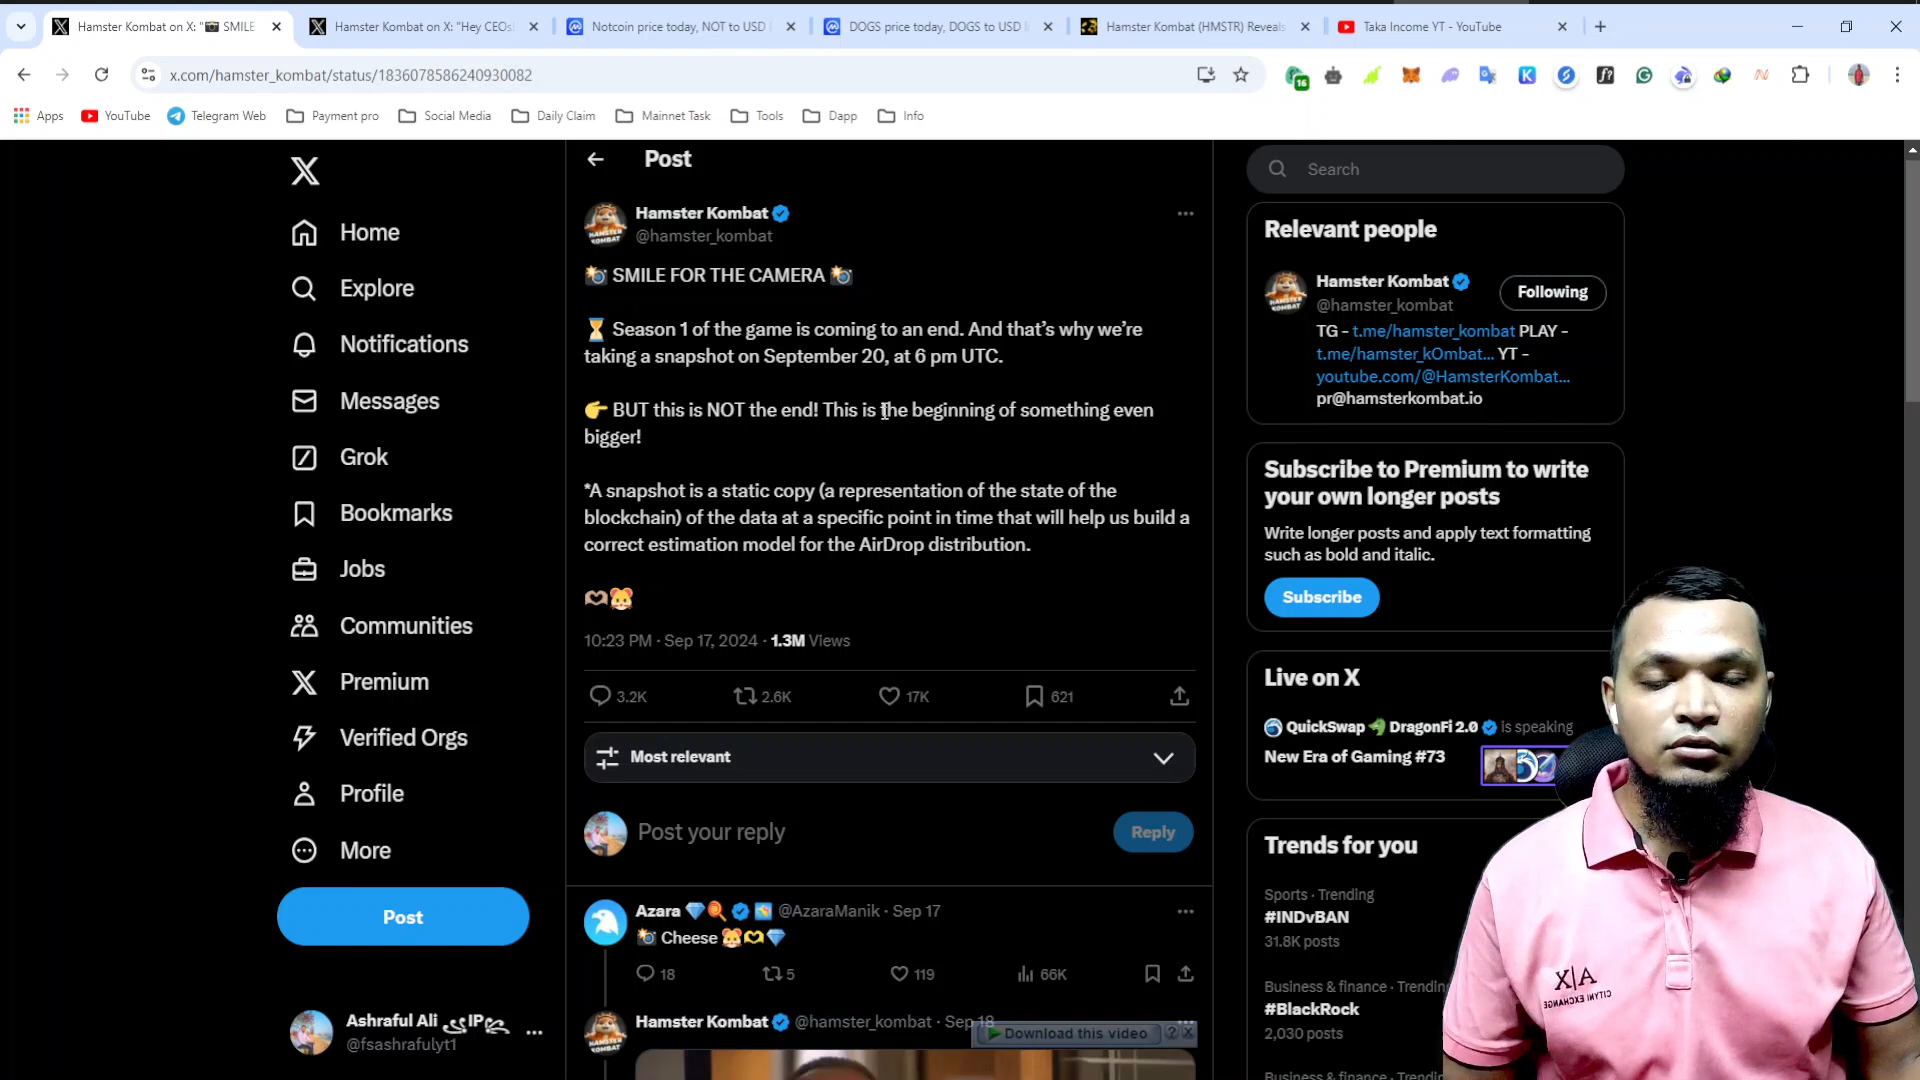 Hamster Kombat on X: "📸 SMILE
Hamster Kombat on X: "Hey CEOs!
Notcoin price today, NOT to USD l
DOGS price today, DOGS to USD l
Hamster Kombat (HMSTR) Reveals
Taka Income YT - YouTube
x.com/hamster_kombat/status/1836078586240930082
16
Apps
YouTube
Telegram Web
Payment pro
Social Media
Daily Claim
Mainnet Task
Tools
Dapp
Info
Home
Explore
Notifications
Messages
Grok
Bookmarks
Jobs
Communities
Premium
Verified Orgs
Profile
More
Post
Ashraful Ali
@fsashrafulyt1
Post
Hamster Kombat
@hamster_kombat
📸 SMILE FOR THE CAMERA 📸
⏳ Season 1 of the game is coming to an end. And that's why we're
taking a snapshot on September 20, at 6 pm UTC.
👉 BUT this is NOT the end! This is the beginning of something even
bigger!
*A snapshot is a static copy (a representation of the state of the
blockchain) of the data at a specific point in time that will help us build a
correct estimation model for the AirDrop distribution.
🫶🐹
10:23 PM · Sep 17, 2024 · 1.3M Views
3.2K
2.6K
17K
621
Most relevant
Post your reply
Reply
Azara 💎 @AzaraManik · Sep 17
📸 Cheese 🐹🫶💎
18
5
119
66K
Hamster Kombat @hamster_kombat · Sep 18
Download this video
Search
Relevant people
Hamster Kombat
@hamster_kombat
Following
TG - t.me/hamster_kombat PLAY -
t.me/hamster_kOmbat... YT -
youtube.com/@HamsterKombat...
pr@hamsterkombat.io
Subscribe to Premium to write
your own longer posts
Write longer posts and apply text formatting
such as bold and italic.
Subscribe
Live on X
QuickSwap DragonFi 2.0 is speaking
New Era of Gaming #73
Trends for you
Sports · Trending
#INDvBAN
31.8K posts
Business & finance · Trending
#BlackRock
2,030 posts
A|X